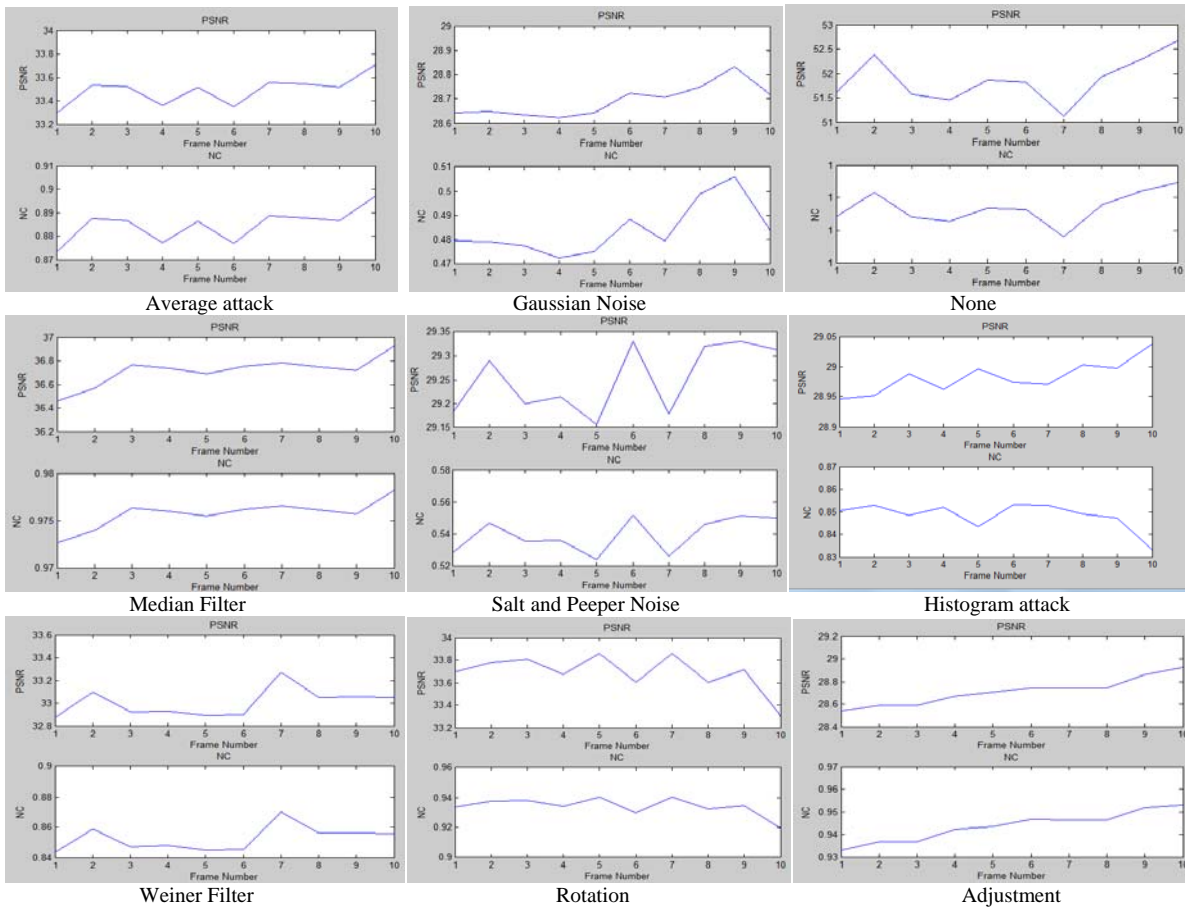 PSNR
34
33.8
33.6
33.4
33.2
PSNR
1 2 3 4 5 6 7 8 9 10
Frame Number
NC
0.91
0.9
0.89
0.88
0.87
NC
1 2 3 4 5 6 7 8 9 10
Frame Number
Average attack
PSNR
29
28.9
28.8
28.7
28.6
PSNR
1 2 3 4 5 6 7 8 9 10
Frame Number
NC
0.51
0.5
0.49
0.48
0.47
NC
1 2 3 4 5 6 7 8 9 10
Frame Number
Gaussian Noise
PSNR
53
52.5
52
51.5
51
PSNR
1 2 3 4 5 6 7 8 9 10
Frame Number
NC
1
1
1
1
NC
1 2 3 4 5 6 7 8 9 10
Frame Number
None
PSNR
37
36.8
36.6
36.4
36.2
PSNR
1 2 3 4 5 6 7 8 9 10
Frame Number
NC
0.98
0.975
0.97
NC
1 2 3 4 5 6 7 8 9 10
Frame Number
Median Filter
PSNR
29.35
29.3
29.25
29.2
29.15
PSNR
1 2 3 4 5 6 7 8 9 10
Frame Number
NC
0.58
0.56
0.54
0.52
NC
1 2 3 4 5 6 7 8 9 10
Frame Number
Salt and Peeper Noise
PSNR
29.05
29
28.95
28.9
PSNR
1 2 3 4 5 6 7 8 9 10
Frame Number
NC
0.87
0.86
0.85
0.84
0.83
NC
1 2 3 4 5 6 7 8 9 10
Frame Number
Histogram attack
PSNR
33.6
33.4
33.2
33
32.8
PSNR
1 2 3 4 5 6 7 8 9 10
Frame Number
NC
0.9
0.88
0.86
0.84
NC
1 2 3 4 5 6 7 8 9 10
Frame Number
Weiner Filter
PSNR
34
33.8
33.6
33.4
33.2
PSNR
1 2 3 4 5 6 7 8 9 10
Frame Number
NC
0.96
0.94
0.92
0.9
NC
1 2 3 4 5 6 7 8 9 10
Frame Number
Rotation
PSNR
29.2
29
28.8
28.6
28.4
PSNR
1 2 3 4 5 6 7 8 9 10
Frame Number
NC
0.97
0.96
0.95
0.94
0.93
NC
1 2 3 4 5 6 7 8 9 10
Frame Number
Adjustment